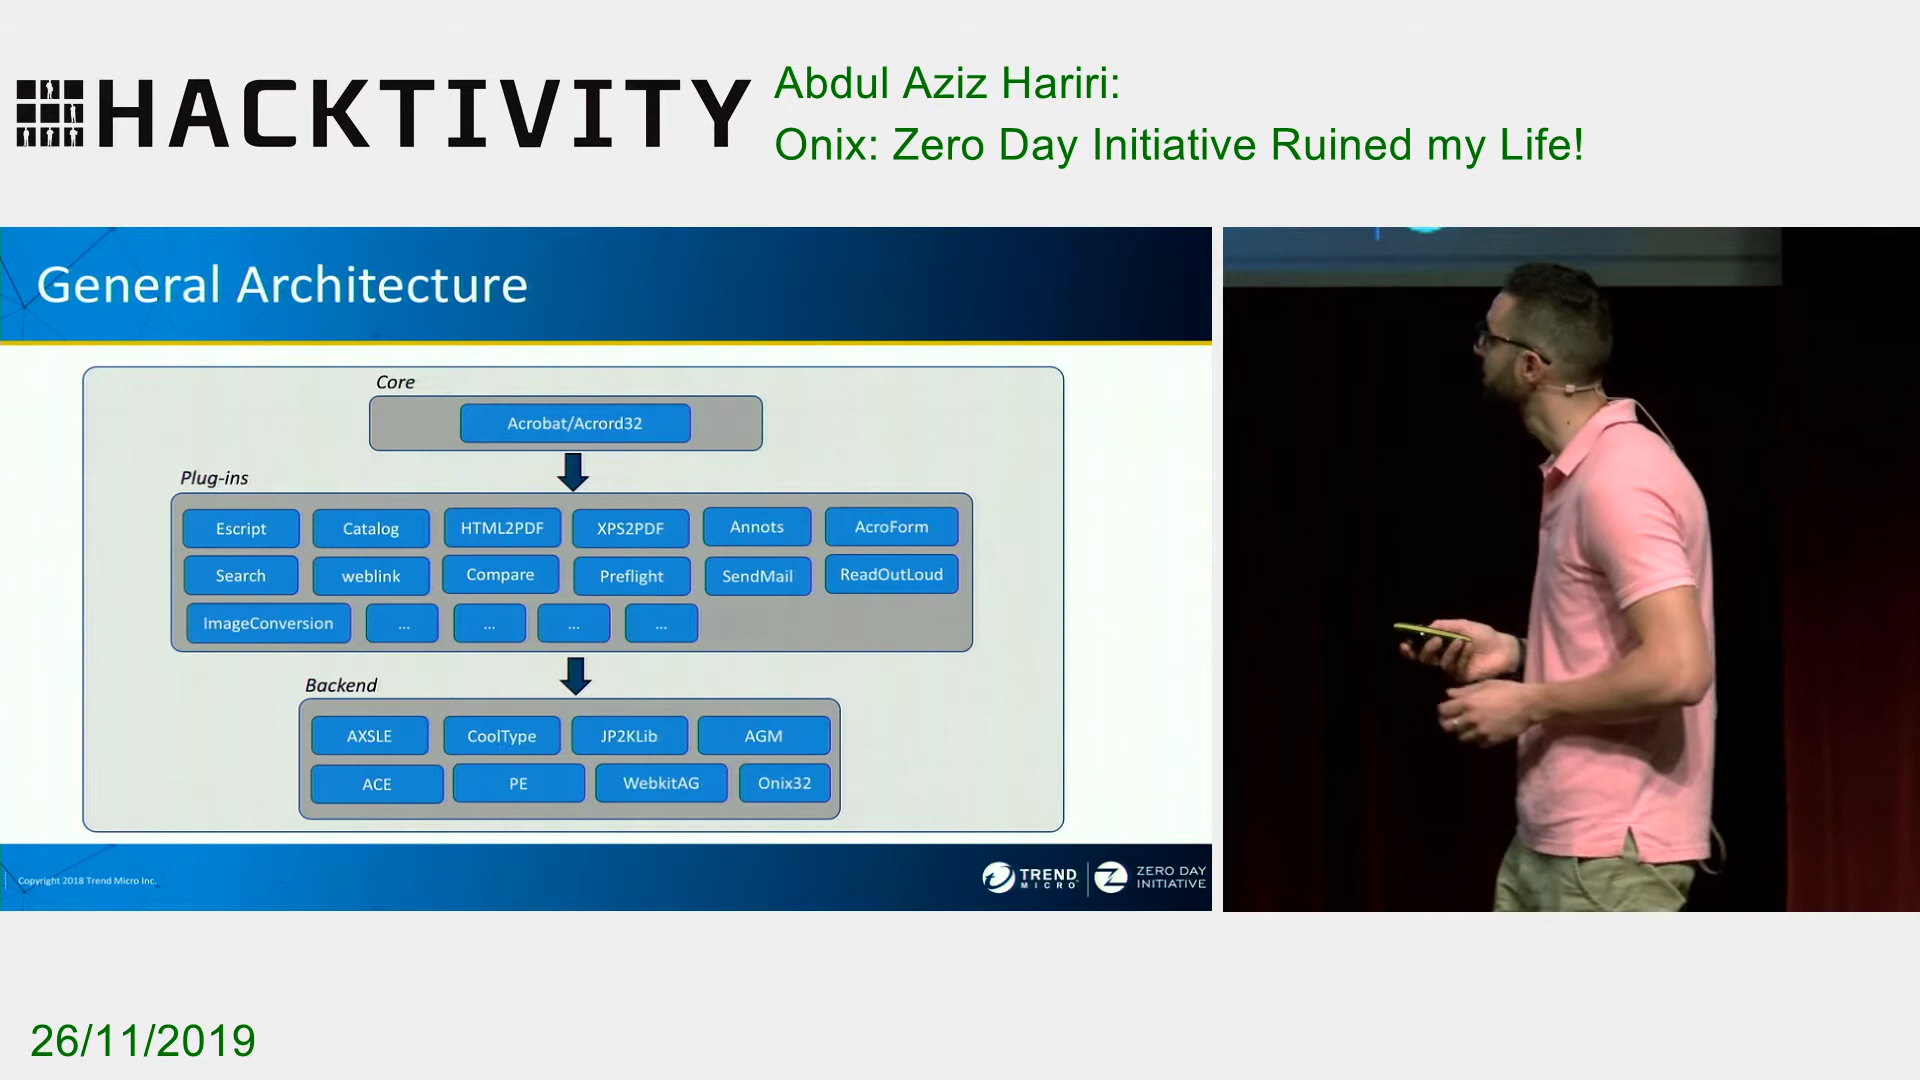 HACKTIVITY
Abdul Aziz Hariri:
Onix: Zero Day Initiative Ruined my Life!
General Architecture
Core
Acrobat/Acrord32
Plug-ins
Escript Catalog HTML2PDF XPS2PDF Annots AcroForm
Search weblink Compare Preflight SendMail ReadOutLoud
ImageConversion ... ... ... ...
Backend
AXSLE CoolType JP2KLib AGM
ACE PE WebkitAG Onix32
Copyright 2018 Trend Micro Inc.
TREND
MICRO
ZERO DAY
INITIATIVE
26/11/2019